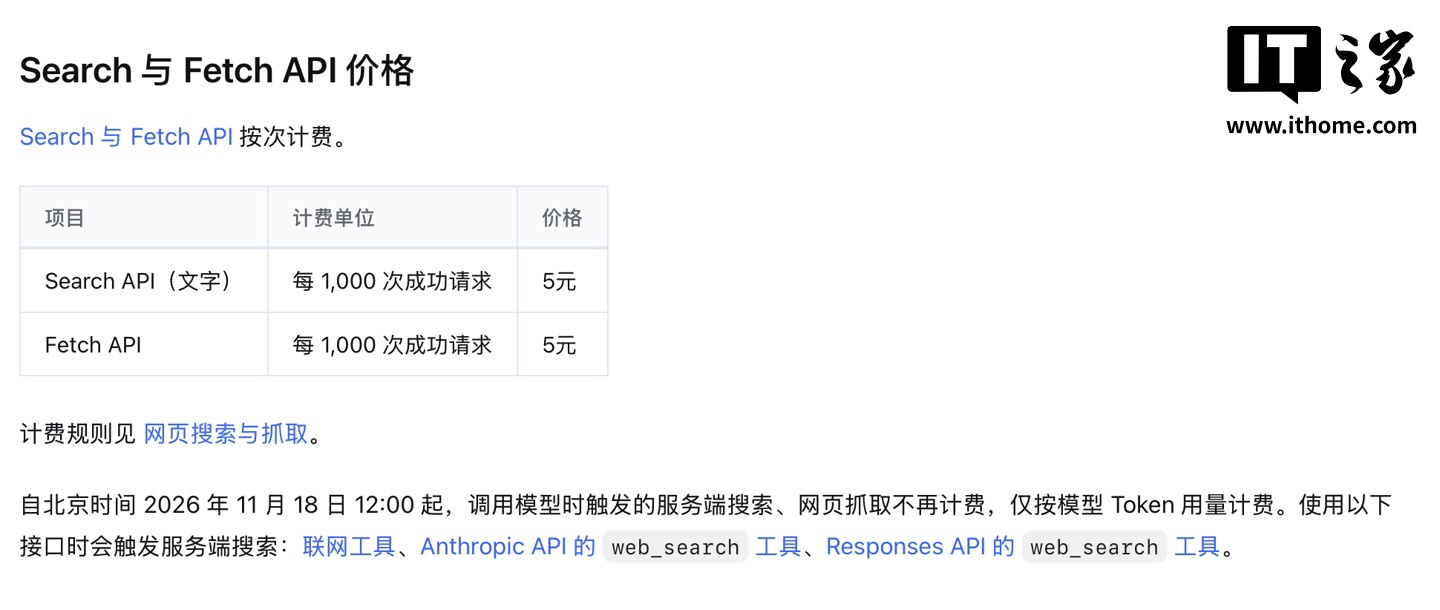 IT之家
www.ithome.com
Search 与 Fetch API 价格
Search 与 Fetch API 按次计费。
项目 计费单位 价格
Search API（文字） 每 1,000 次成功请求 5元
Fetch API 每 1,000 次成功请求 5元
计费规则见 网页搜索与抓取。
自北京时间 2026 年 11 月 18 日 12:00 起，调用模型时触发的服务端搜索、网页抓取不再计费，仅按模型 Token 用量计费。使用以下
接口时会触发服务端搜索：联网工具、Anthropic API 的 web_search 工具、Responses API 的 web_search 工具。